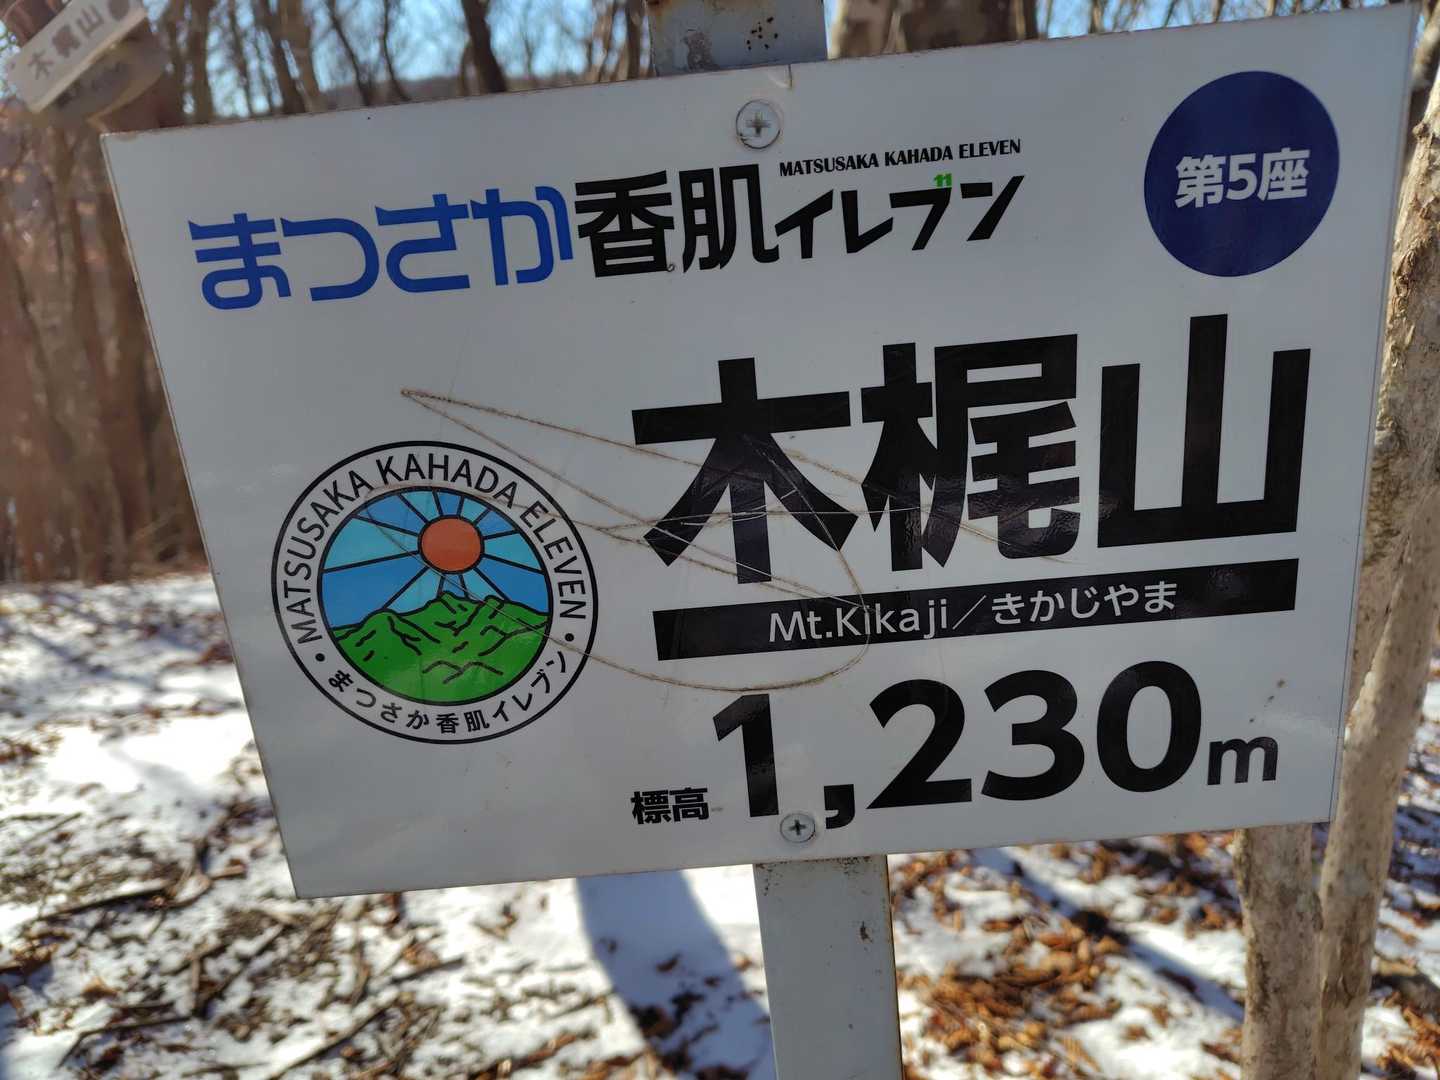 木梶山
MATSUSAKA KAHADA ELEVEN
まつさか香肌イレブン
11
第5座
木梶山
Mt.Kikaji／きかじやま
標高 1,230m
MATSUSAKA KAHADA ELEVEN
・まつさか香肌イレブン・